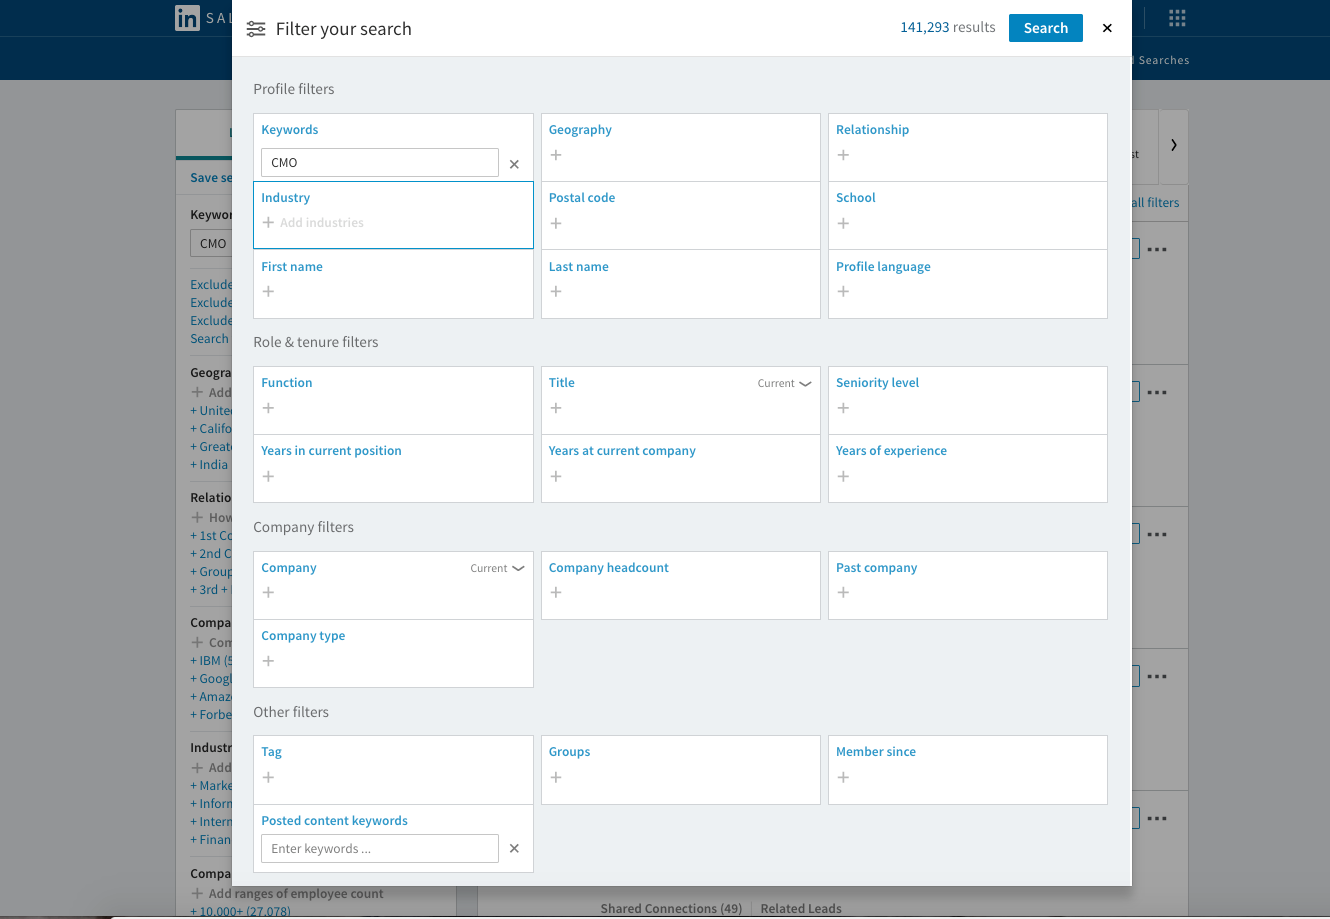 in SAL
Filter your search
141,293 results
Search
Searches
Profile filters
Keywords
CMO
Geography
Relationship
Industry
Add industries
Postal code
School
First name
Last name
Profile language
Role & tenure filters
Function
Title
Current
Seniority level
Years in current position
Years at current company
Years of experience
Company filters
Company
Current
Company headcount
Past company
Company type
Other filters
Tag
Groups
Member since
Posted content keywords
Enter keywords ...
Save se
Keywor
CMO
Exclude
Exclude
Exclude
Search
Geogra
+ Add
+ Unite
+ Califo
+ Great
+ India
Relatio
+ How
+ 1st Co
+ 2nd C
+ Group
+ 3rd +
Compa
+ Com
+ IBM (5
+ Googl
+ Amaz
+ Forbe
Industr
+ Add
+ Marke
+ Inforn
+ Intern
+ Finan
Compa
+ Add ranges of employee count
+ 10,000+ (27,078)
st
all filters
Shared Connections (49)
Related Leads